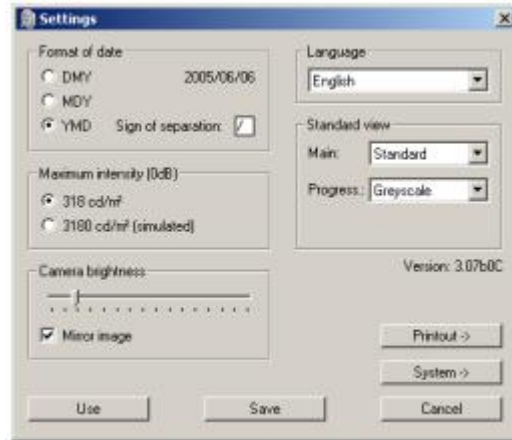 Settings
Format of date
DMY 2005/06/06
MDY
YMD Sign of separation: /
Maximum intensity (0dB)
318 cd/m²
3180 cd/m² (simulated)
Camera brightness
Mirror image
Language
English
Standard view
Main: Standard
Progress.: Greyscale
Version: 3.07b0C
Printout ->
System ->
Use
Save
Cancel